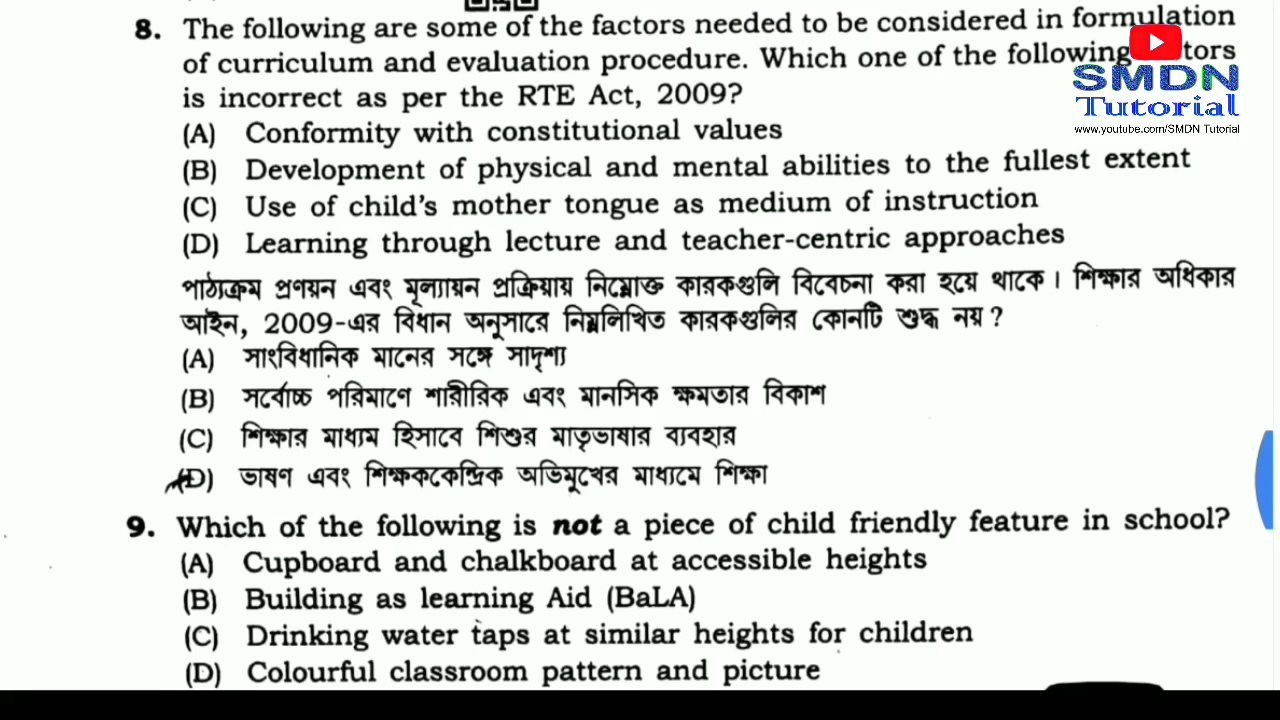 8. The following are some of the factors needed to be considered in formulation
of curriculum and evaluation procedure. Which one of the following
is incorrect as per the RTE Act, 2009?
SMDN
Tutorial
www.youtube.com/SMDN Tutorial
(A) Conformity with constitutional values
(B) Development of physical and mental abilities to the fullest extent
(C) Use of child's mother tongue as medium of instruction
(D) Learning through lecture and teacher-centric approaches
পাঠ্যক্রম প্রণয়ন এবং মূল্যায়ন প্রক্রিয়ায় নিম্নোক্ত কারকগুলি বিবেচনা করা হয়ে থাকে। শিক্ষার অধিকার
আইন, 2009-এর বিধান অনুসারে নিম্নলিখিত কারকগুলির কোনটি শুদ্ধ নয়?
(A) সাংবিধানিক মানের সঙ্গে সাদৃশ্য
(B) সর্বোচ্চ পরিমাণে শারীরিক এবং মানসিক ক্ষমতার বিকাশ
(C) শিক্ষার মাধ্যম হিসাবে শিশুর মাতৃভাষার ব্যবহার
(D) ভাষণ এবং শিক্ষককেন্দ্রিক অভিমুখের মাধ্যমে শিক্ষা
9. Which of the following is not a piece of child friendly feature in school?
(A) Cupboard and chalkboard at accessible heights
(B) Building as learning Aid (BaLA)
(C) Drinking water taps at similar heights for children
(D) Colourful classroom pattern and picture